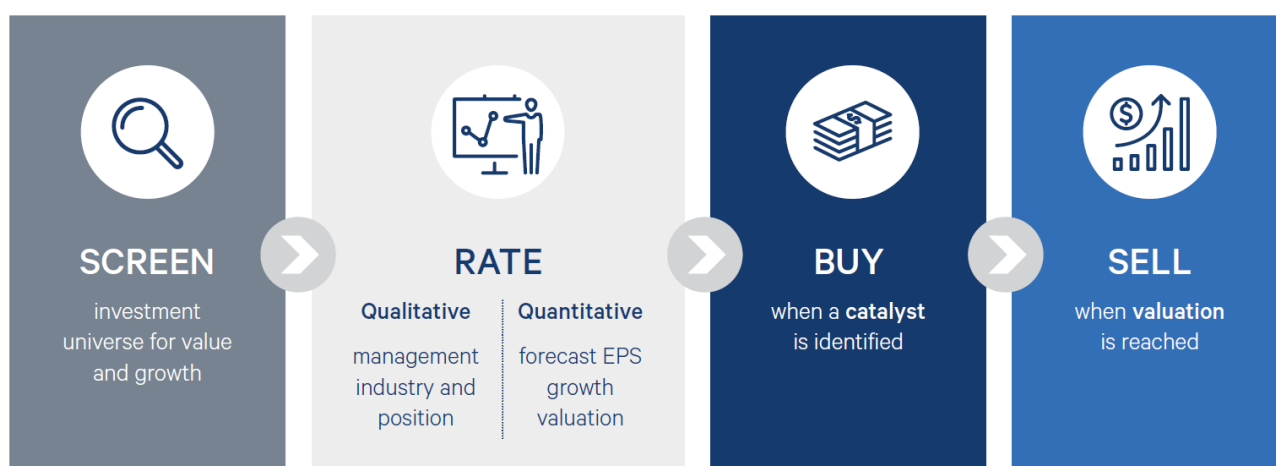 SCREEN
investment
universe for value
and growth
RATE
Qualitative
management
industry and
position
Quantitative
forecast EPS
growth
valuation
$
BUY
when a catalyst
is identified
$
SELL
when valuation
is reached